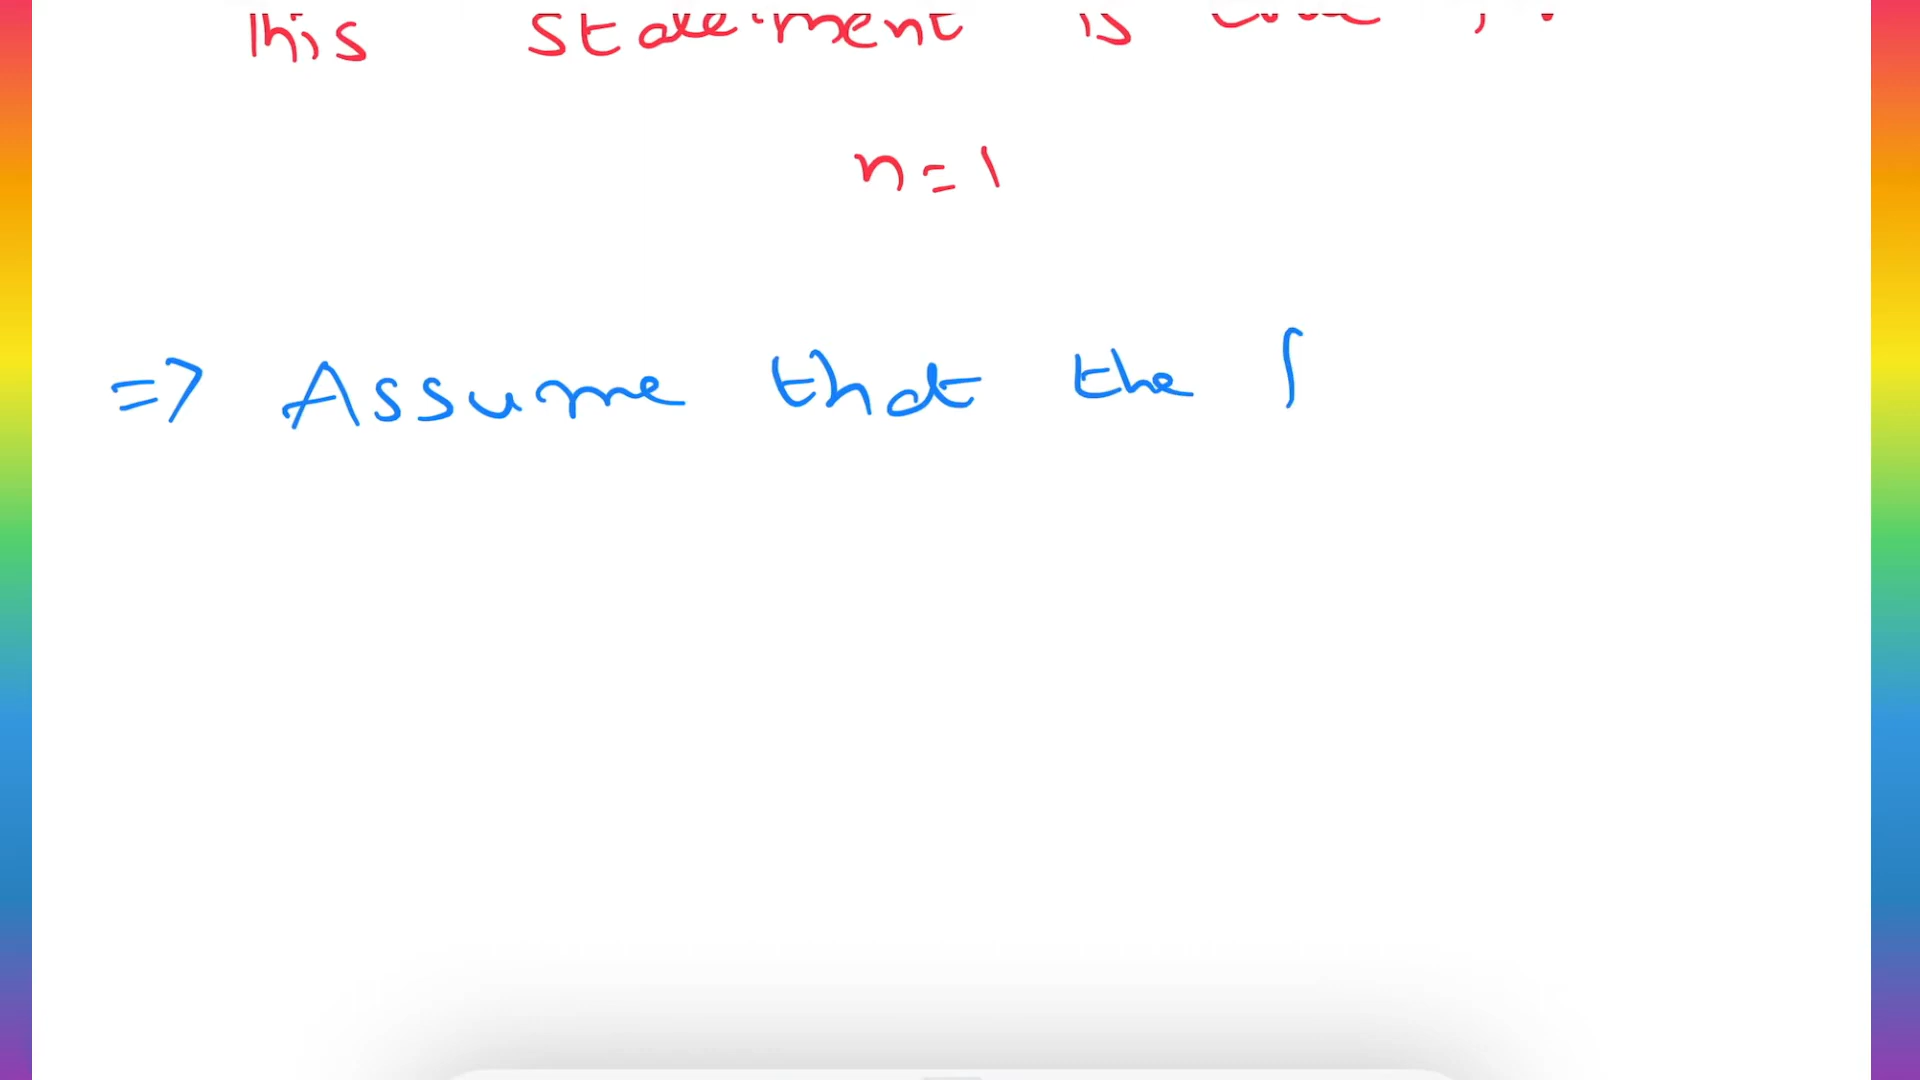 This statement is
n = 1
=> Assume that the f